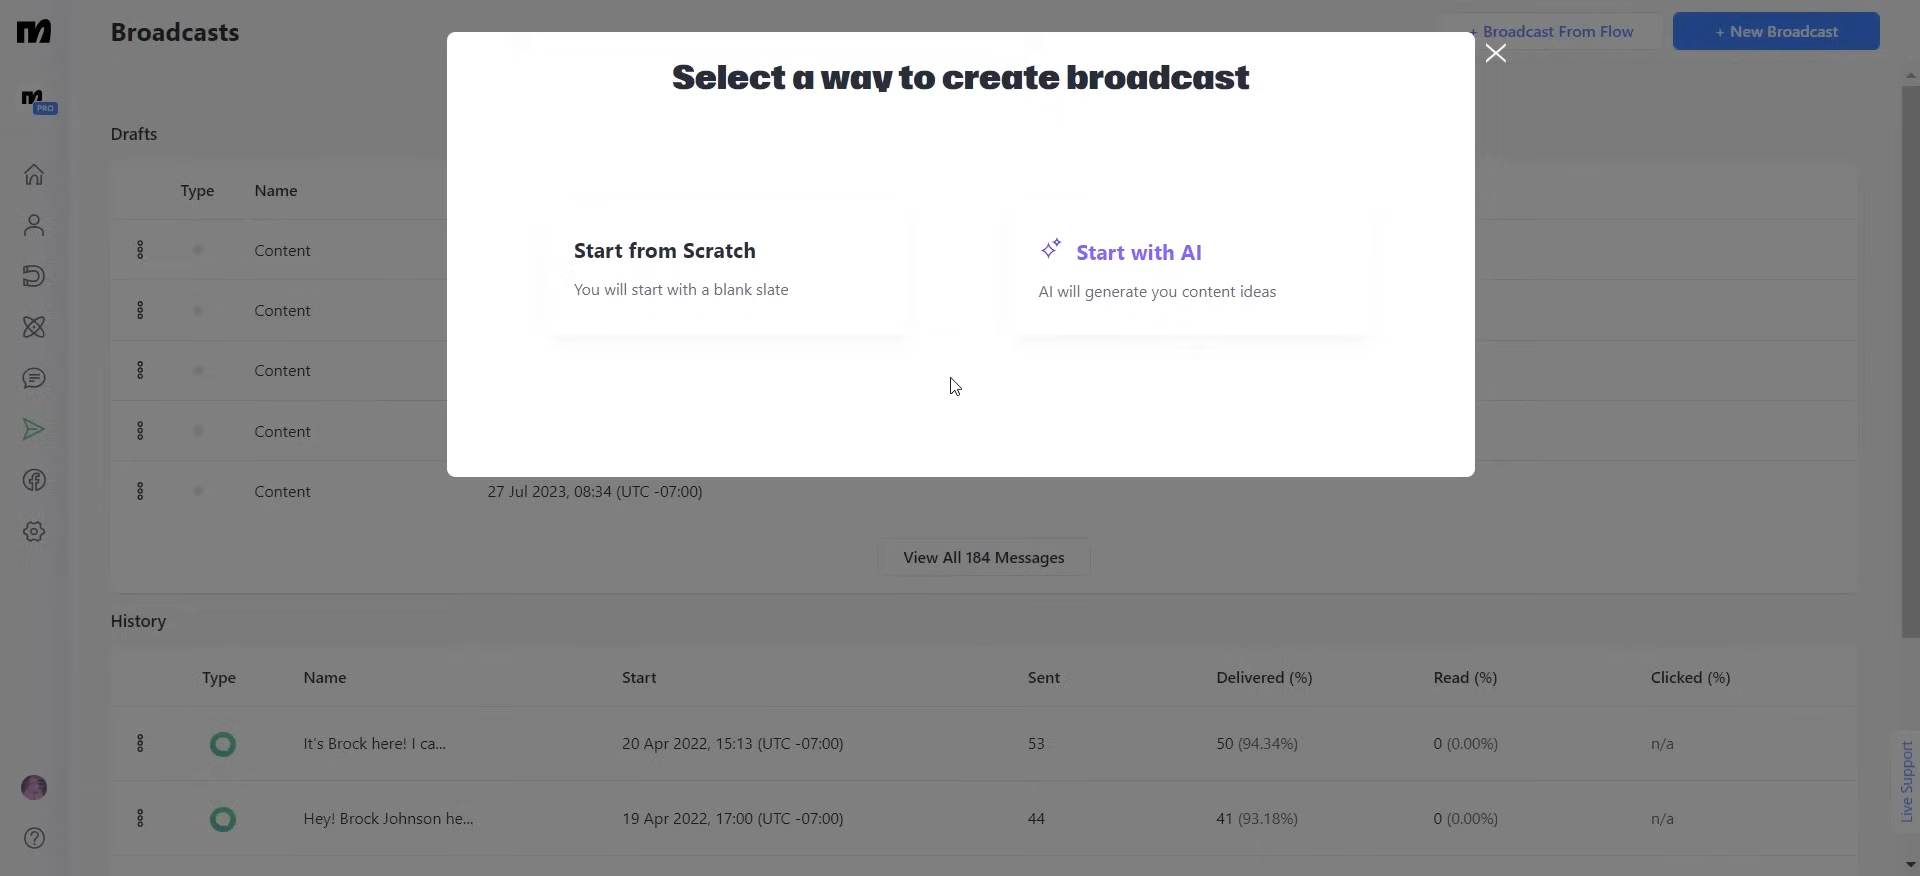 Broadcasts
+ Broadcast From Flow
+ New Broadcast
Select a way to create broadcast
PRO
Drafts
Type Name
Start from Scratch
You will start with a blank slate
Start with AI
AI will generate you content ideas
Content
Content
Content
Content
Content 27 Jul 2023, 08:34 (UTC -07:00)
View All 184 Messages
History
Type Name Start Sent Delivered (%) Read (%) Clicked (%)
It's Brock here! I ca... 20 Apr 2022, 15:13 (UTC -07:00) 53 50 (94.34%) 0 (0.00%) n/a
Hey! Brock Johnson he... 19 Apr 2022, 17:00 (UTC -07:00) 44 41 (93.18%) 0 (0.00%) n/a
Live Support